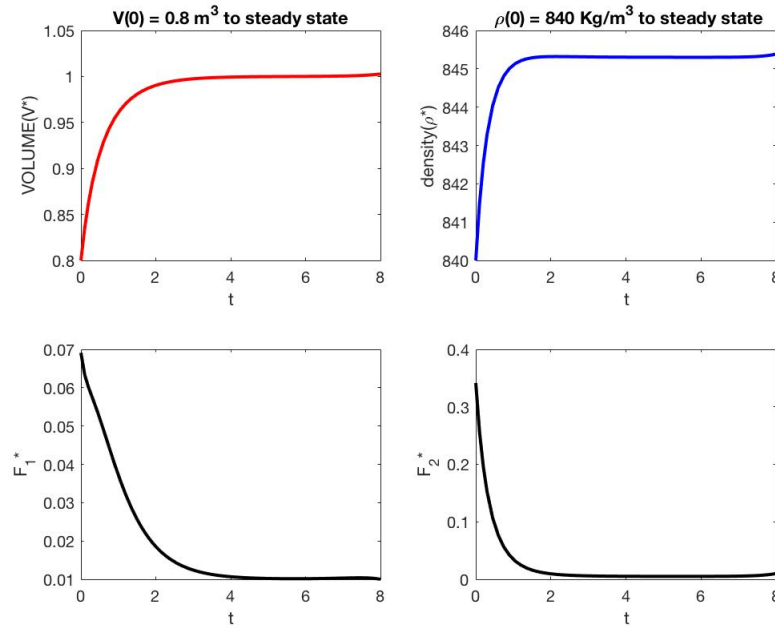 V(0) = 0.8 m³ to steady state
1.05
1
0.95
0.9
0.85
0.8
VOLUME(V*)
0 2 4 6 8
t
ρ(0) = 840 Kg/m³ to steady state
846
845
844
843
842
841
840
density(ρ*)
0 2 4 6 8
t
0.07
0.06
0.05
0.04
0.03
0.02
0.01
F₁*
0 2 4 6 8
t
0.4
0.3
0.2
0.1
0
F₂*
0 2 4 6 8
t